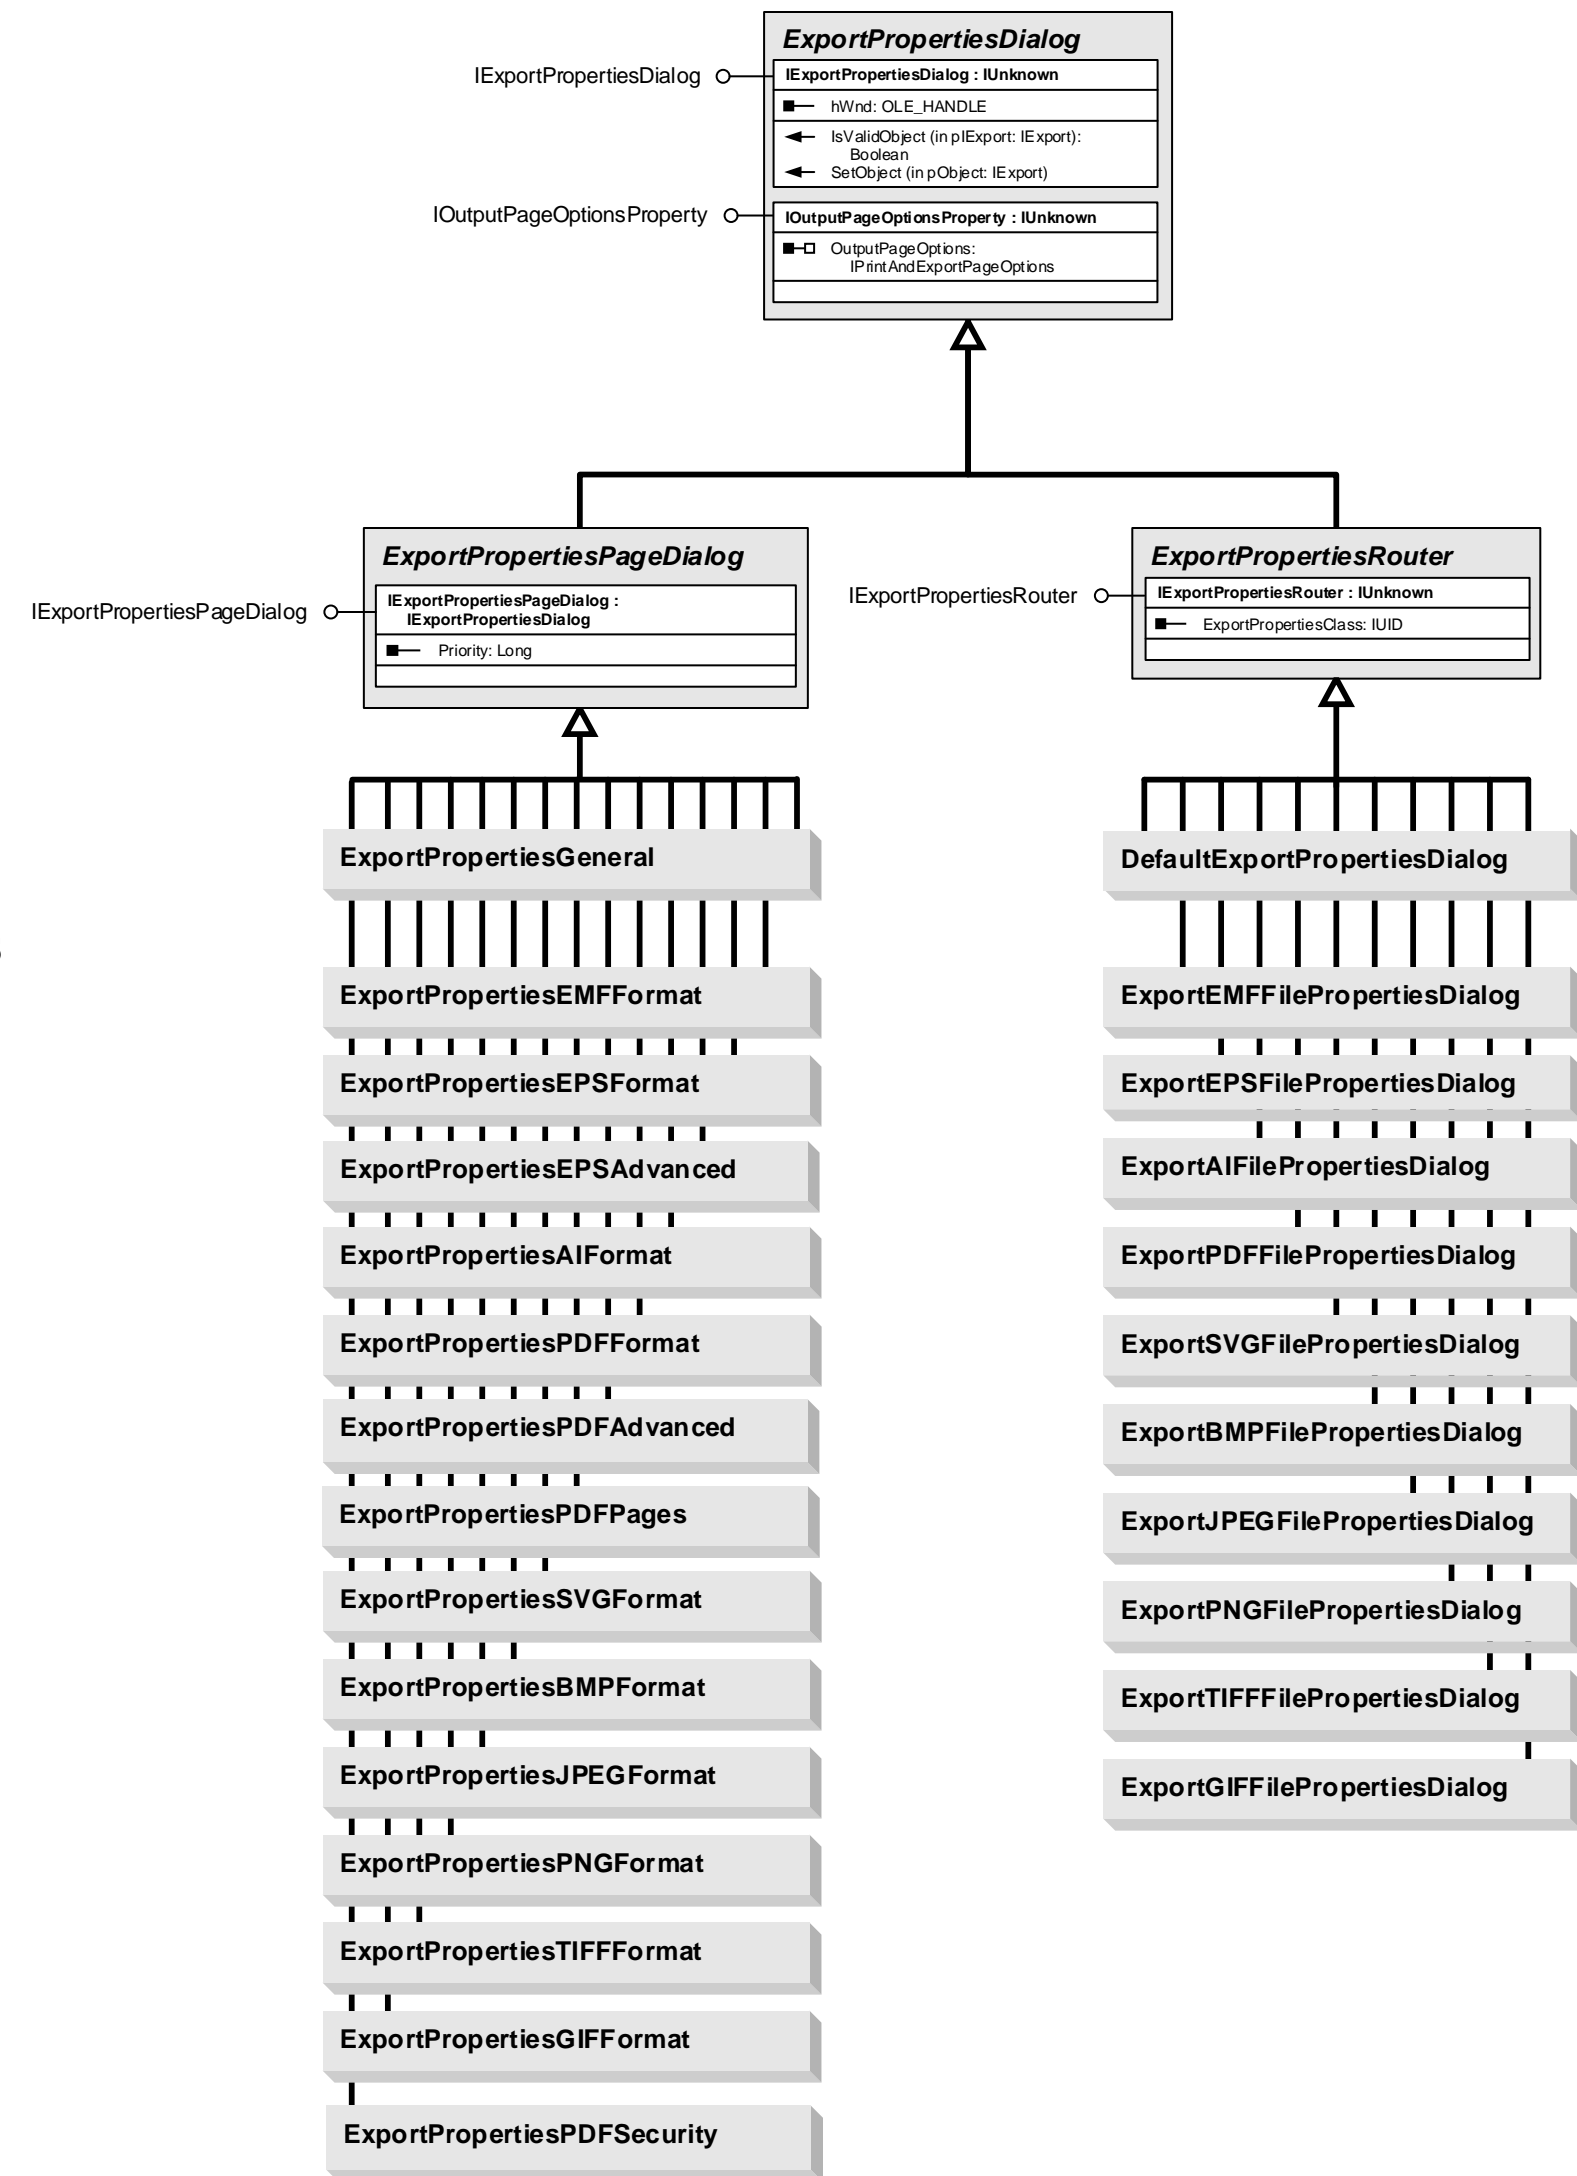 ExportPropertiesDialog
IExportPropertiesDialog
IExportPropertiesDialog : IUnknown
hWnd: OLE_HANDLE
IsValidObject (in pIExport: IExport):
Boolean
SetObject (in pObject: IExport)
IOutputPageOptionsProperty
IOutputPageOptionsProperty : IUnknown
OutputPageOptions:
IPrintAndExportPageOptions
ExportPropertiesPageDialog
IExportPropertiesPageDialog
IExportPropertiesPageDialog :
IExportPropertiesDialog
Priority: Long
ExportPropertiesRouter
IExportPropertiesRouter
IExportPropertiesRouter : IUnknown
ExportPropertiesClass: IUID
ExportPropertiesGeneral
ExportPropertiesEMFFormat
ExportPropertiesEPSFormat
ExportPropertiesEPSAdvanced
ExportPropertiesAIFormat
ExportPropertiesPDFFormat
ExportPropertiesPDFAdvanced
ExportPropertiesPDFPages
ExportPropertiesSVGFormat
ExportPropertiesBMPFormat
ExportPropertiesJPEGFormat
ExportPropertiesPNGFormat
ExportPropertiesTIFFFormat
ExportPropertiesGIFFormat
ExportPropertiesPDFSecurity
DefaultExportPropertiesDialog
ExportEMFFilePropertiesDialog
ExportEPSFilePropertiesDialog
ExportAIFilePropertiesDialog
ExportPDFFilePropertiesDialog
ExportSVGFilePropertiesDialog
ExportBMPFilePropertiesDialog
ExportJPEGFilePropertiesDialog
ExportPNGFilePropertiesDialog
ExportTIFFFilePropertiesDialog
ExportGIFFilePropertiesDialog